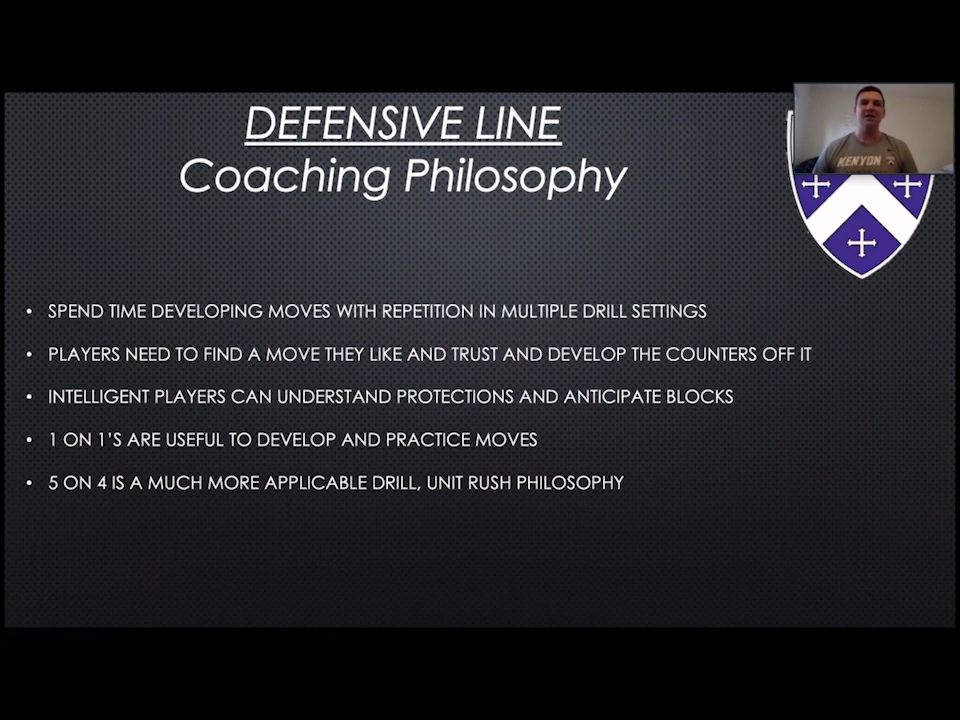 DEFENSIVE LINE
Coaching Philosophy
KENYON
• SPEND TIME DEVELOPING MOVES WITH REPETITION IN MULTIPLE DRILL SETTINGS
• PLAYERS NEED TO FIND A MOVE THEY LIKE AND TRUST AND DEVELOP THE COUNTERS OFF IT
• INTELLIGENT PLAYERS CAN UNDERSTAND PROTECTIONS AND ANTICIPATE BLOCKS
• 1 ON 1'S ARE USEFUL TO DEVELOP AND PRACTICE MOVES
• 5 ON 4 IS A MUCH MORE APPLICABLE DRILL, UNIT RUSH PHILOSOPHY